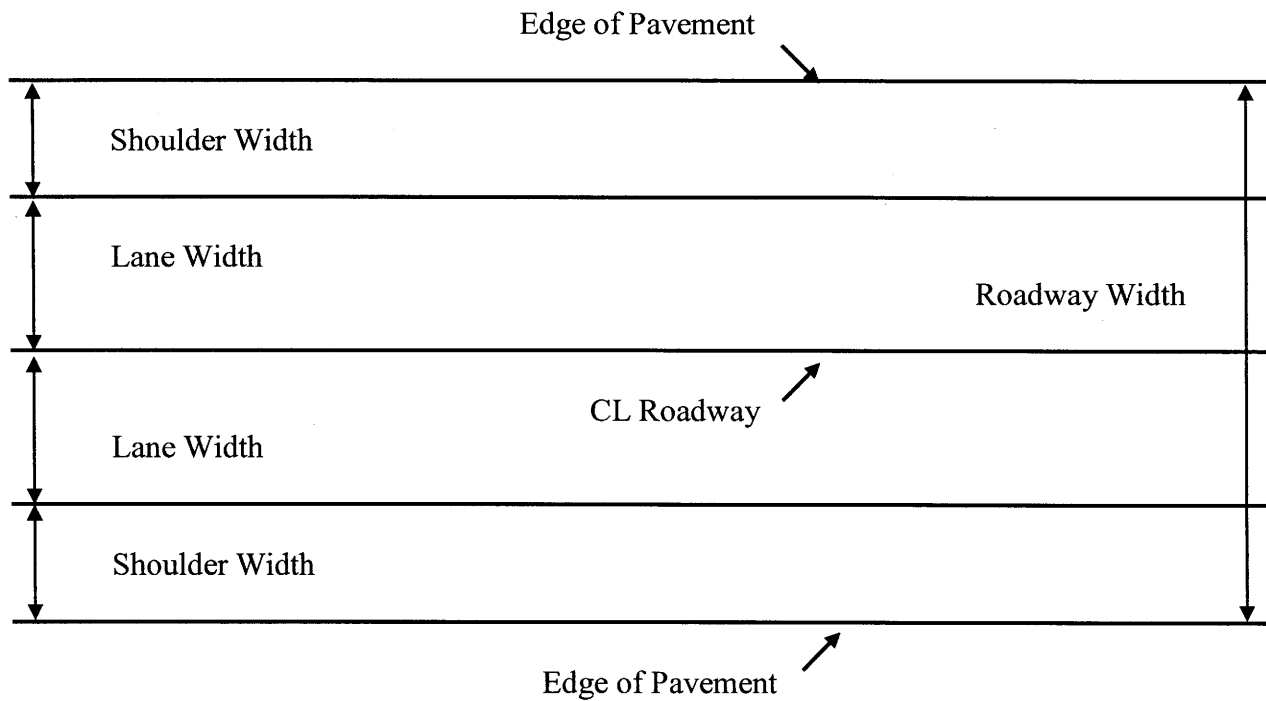 Edge of Pavement
Shoulder Width
Lane Width
Roadway Width
CL Roadway
Lane Width
Shoulder Width
Edge of Pavement